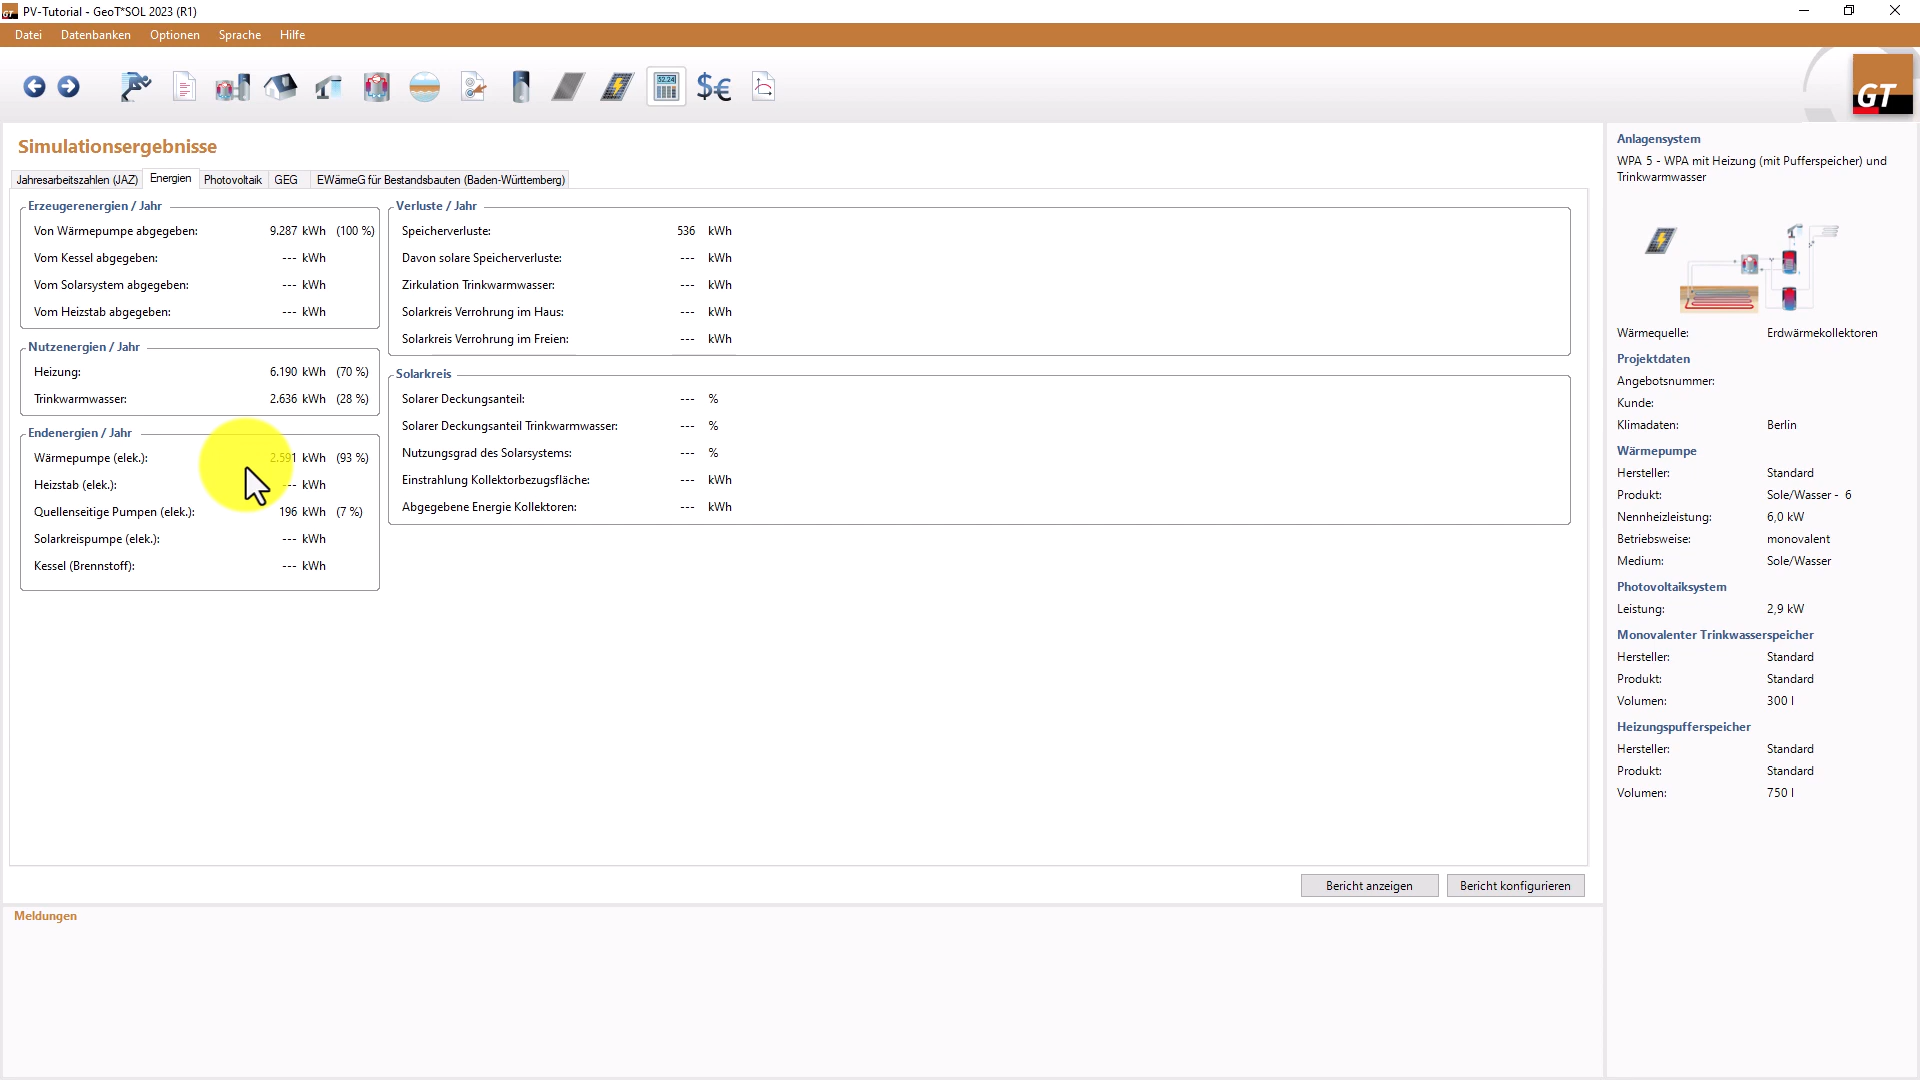 PV-Tutorial - GeoT*SOL 2023 (R1)
Datei Datenbanken Optionen Sprache Hilfe
GT
Simulationsergebnisse
Jahresarbeitszahlen (JAZ) Energien Photovoltaik GEG EWärmeG für Bestandsbauten (Baden-Württemberg)
Erzeugerenergien / Jahr
Von Wärmepumpe abgegeben: 9.287 kWh (100 %)
Vom Kessel abgegeben: --- kWh
Vom Solarsystem abgegeben: --- kWh
Vom Heizstab abgegeben: --- kWh
Nutzenergien / Jahr
Heizung: 6.190 kWh (70 %)
Trinkwarmwasser: 2.636 kWh (28 %)
Endenergien / Jahr
Wärmepumpe (elek.): 2.591 kWh (93 %)
Heizstab (elek.): --- kWh
Quellenseitige Pumpen (elek.): 196 kWh (7 %)
Solarkreispumpe (elek.): --- kWh
Kessel (Brennstoff): --- kWh
Verluste / Jahr
Speicherverluste: 536 kWh
Davon solare Speicherverluste: --- kWh
Zirkulation Trinkwarmwasser: --- kWh
Solarkreis Verrohrung im Haus: --- kWh
Solarkreis Verrohrung im Freien: --- kWh
Solarkreis
Solarer Deckungsanteil: --- %
Solarer Deckungsanteil Trinkwarmwasser: --- %
Nutzungsgrad des Solarsystems: --- %
Einstrahlung Kollektorbezugsfläche: --- kWh
Abgegebene Energie Kollektoren: --- kWh
Bericht anzeigen Bericht konfigurieren
Meldungen
Anlagensystem
WPA 5 - WPA mit Heizung (mit Pufferspeicher) und
Trinkwarmwasser
Wärmequelle: Erdwärmekollektoren
Projektdaten
Angebotsnummer:
Kunde:
Klimadaten: Berlin
Wärmepumpe
Hersteller: Standard
Produkt: Sole/Wasser - 6
Nennheizleistung: 6,0 kW
Betriebsweise: monovalent
Medium: Sole/Wasser
Photovoltaiksystem
Leistung: 2,9 kW
Monovalenter Trinkwasserspeicher
Hersteller: Standard
Produkt: Standard
Volumen: 300 l
Heizungspufferspeicher
Hersteller: Standard
Produkt: Standard
Volumen: 750 l